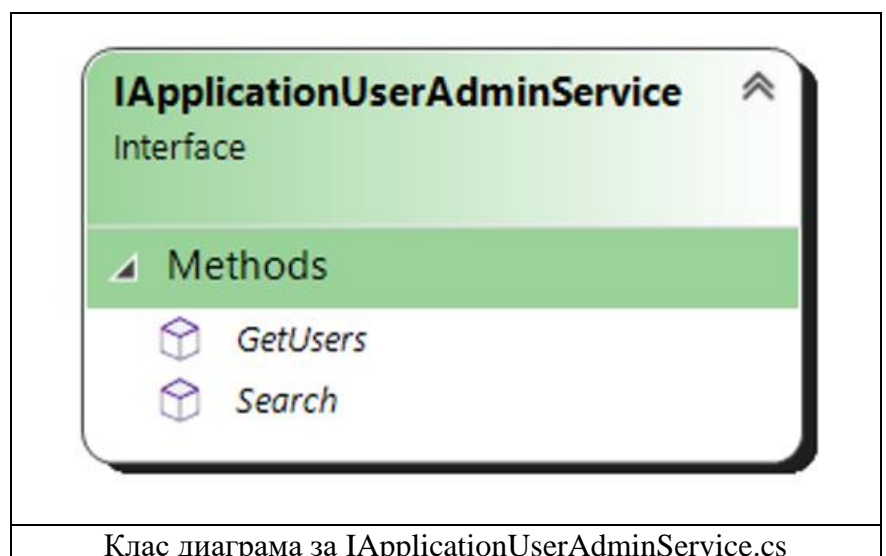 IApplicationUserAdminService
Interface
Methods
GetUsers
Search
Клас диаграма за IApplicationUserAdminService.cs